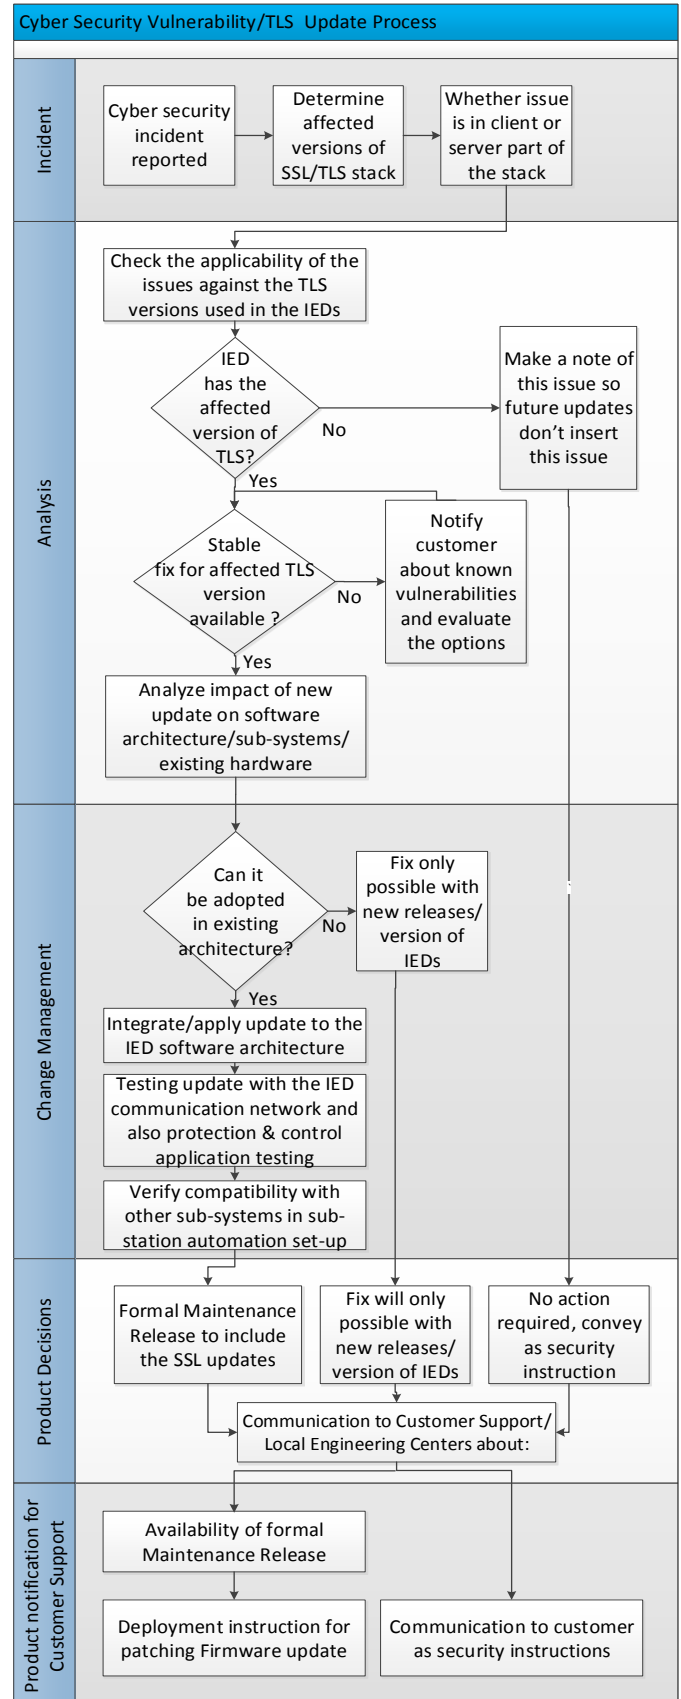 Cyber Security Vulnerability/TLS  Update Process
Incident
Cyber security
incident
reported
Determine
affected
versions of
SSL/TLS stack
Whether issue
is in client or
server part of
the stack
Analysis
Check the applicability of the
issues against the TLS
versions used in the IEDs
IED
has the
affected
version of
TLS?
No
Make a note of
this issue so
future updates
don't insert
this issue
Yes
Stable
fix for affected TLS
version
available ?
No
Notify
customer
about known
vulnerabilities
and evaluate
the options
Yes
Analyze impact of new
update on software
architecture/sub-systems/
existing hardware
Change Management
Can it
be adopted
in existing
architecture?
No
Fix only
possible with
new releases/
version of
IEDs
Yes
Integrate/apply update to the
IED software architecture
Testing update with the IED
communication network and
also protection & control
application testing
Verify compatibility with
other sub-systems in sub-
station automation set-up
Product Decisions
Formal Maintenance
Release to include
the SSL updates
Fix will only
possible with
new releases/
version of IEDs
No action
required, convey
as security
instruction
Communication to Customer Support/
Local Engineering Centers about:
Product notification for
Customer Support
Availability of formal
Maintenance Release
Deployment instruction for
patching Firmware update
Communication to customer
as security instructions